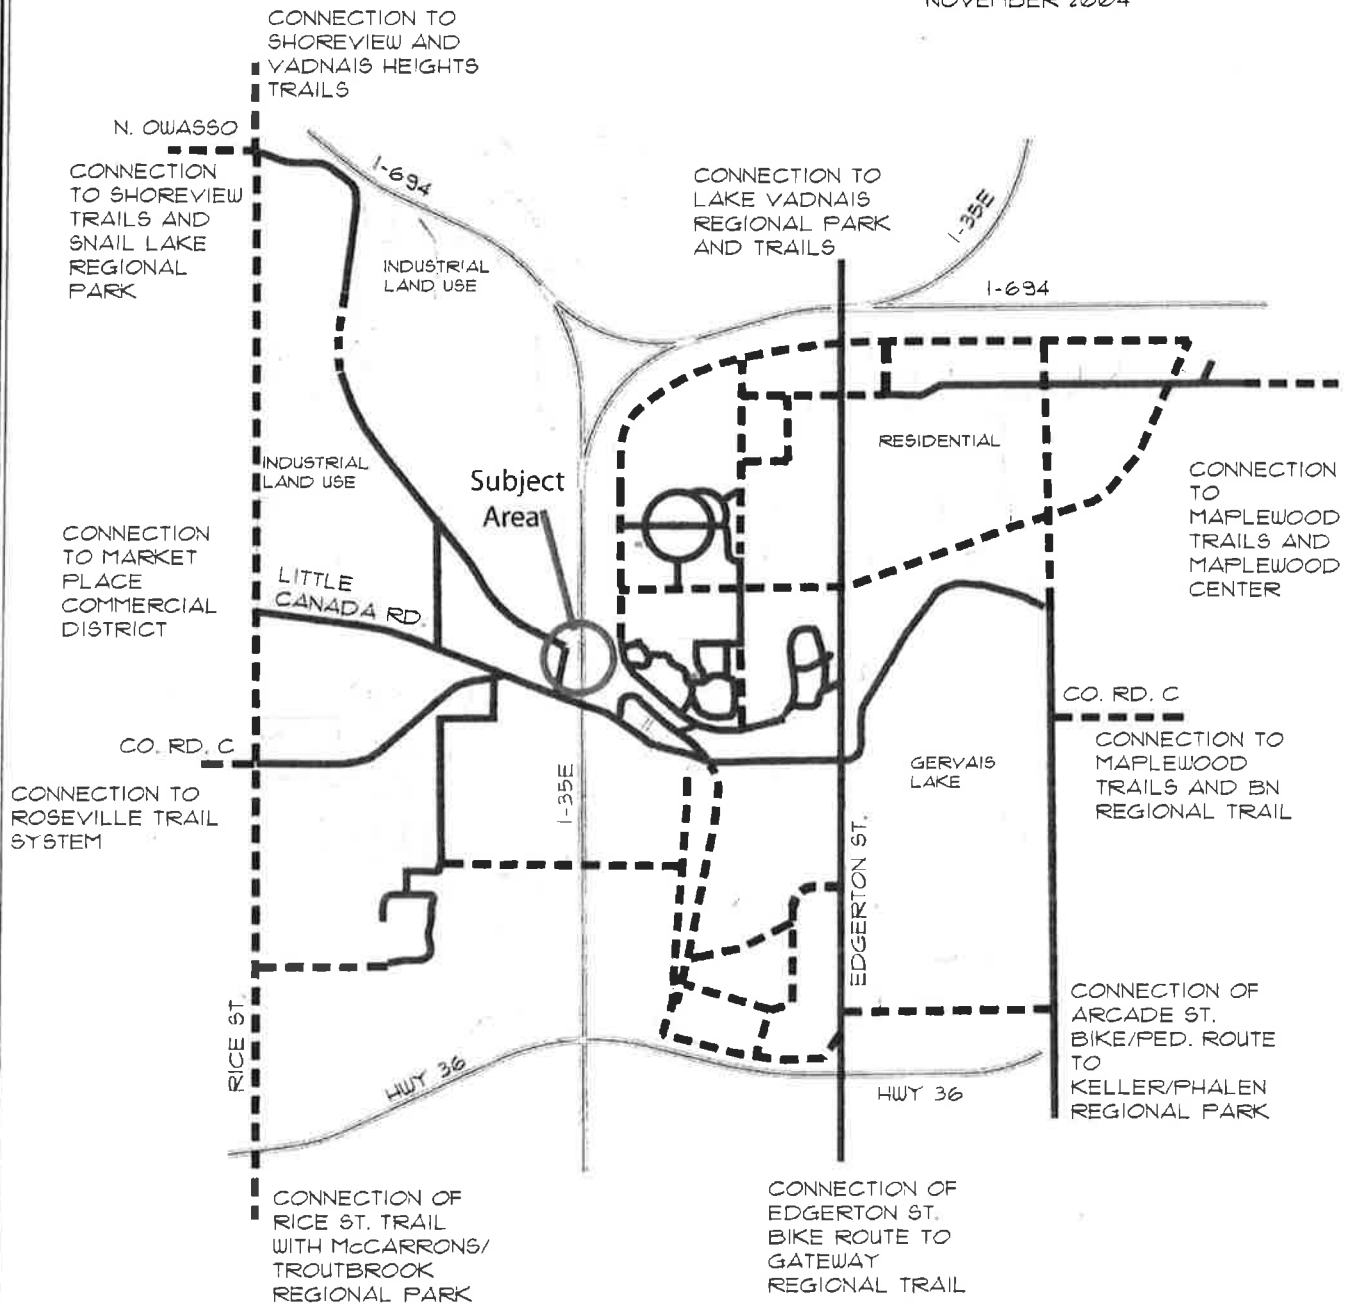 NOVEMBER 2004
CONNECTION TO
SHOREVIEW AND
VADNAIS HEIGHTS
TRAILS
N. OWASSO
CONNECTION
TO SHOREVIEW
TRAILS AND
SNAIL LAKE
REGIONAL
PARK
I-694
INDUSTRIAL
LAND USE
CONNECTION TO
LAKE VADNAIS
REGIONAL PARK
AND TRAILS
I-35E
I-694
INDUSTRIAL
LAND USE
Subject
Area
RESIDENTIAL
CONNECTION
TO
MAPLEWOOD
TRAILS AND
MAPLEWOOD
CENTER
CONNECTION
TO MARKET
PLACE
COMMERCIAL
DISTRICT
LITTLE
CANADA RD.
CO. RD. C
CONNECTION TO
MAPLEWOOD
TRAILS AND BN
REGIONAL TRAIL
CO. RD. C
CONNECTION TO
ROSEVILLE TRAIL
SYSTEM
I-35E
GERVAIS
LAKE
EDGERTON ST.
RICE ST.
HWY 36
HWY 36
CONNECTION OF
ARCADE ST.
BIKE/PED. ROUTE
TO
KELLER/PHALEN
REGIONAL PARK
CONNECTION OF
RICE ST. TRAIL
WITH McCARRONS/
TROUTBROOK
REGIONAL PARK
CONNECTION OF
EDGERTON ST.
BIKE ROUTE TO
GATEWAY
REGIONAL TRAIL